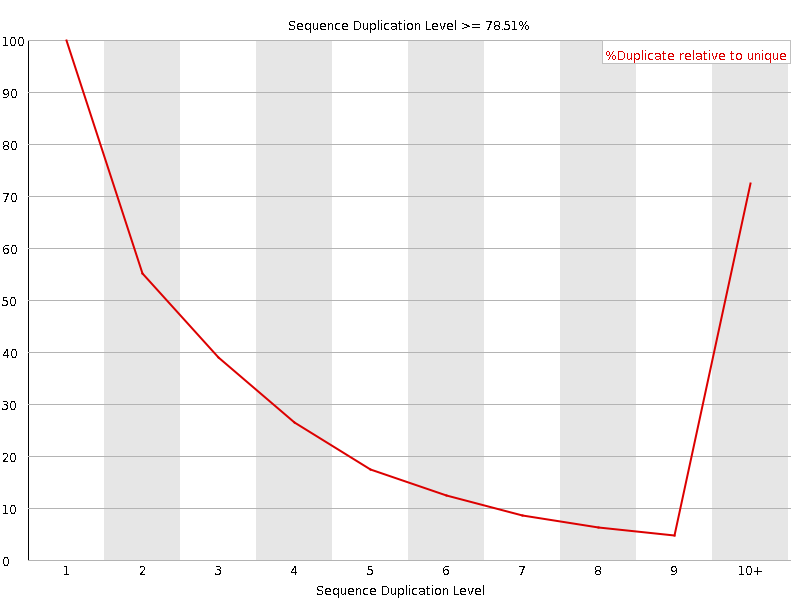 Sequence Duplication Level >= 78.51%
%Duplicate relative to unique
100
90
80
70
60
50
40
30
20
10
0
1 2 3 4 5 6 7 8 9 10+
Sequence Duplication Level